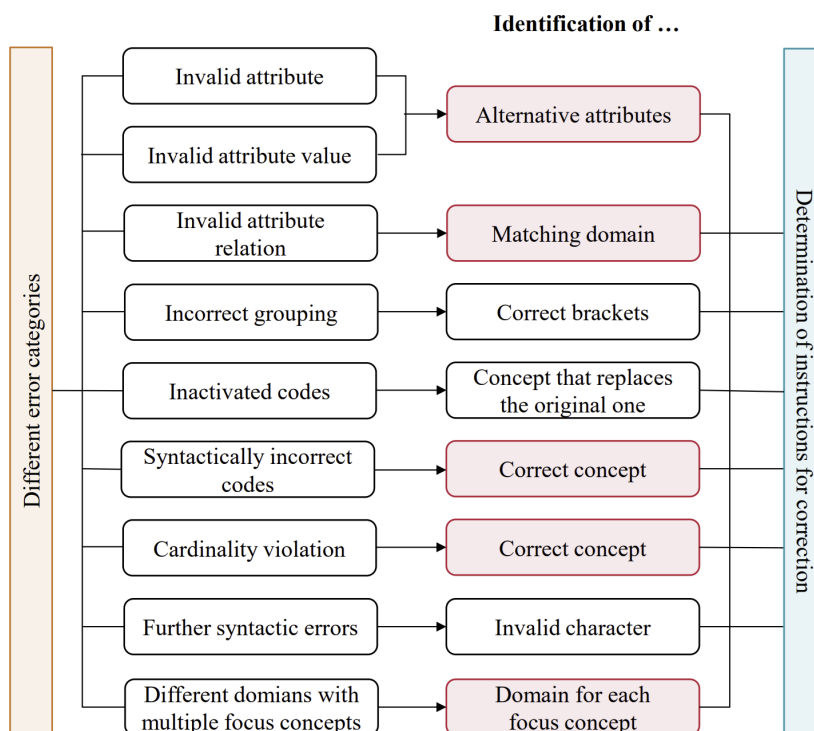 Identification of …
Different error categories
Invalid attribute
Alternative attributes
Invalid attribute value
Invalid attribute
relation
Matching domain
Incorrect grouping
Correct brackets
Inactivated codes
Concept that replaces
the original one
Syntactically incorrect
codes
Correct concept
Cardinality violation
Correct concept
Further syntactic errors
Invalid character
Different domians with
multiple focus concepts
Domain for each
focus concept
Determination of instructions for correction